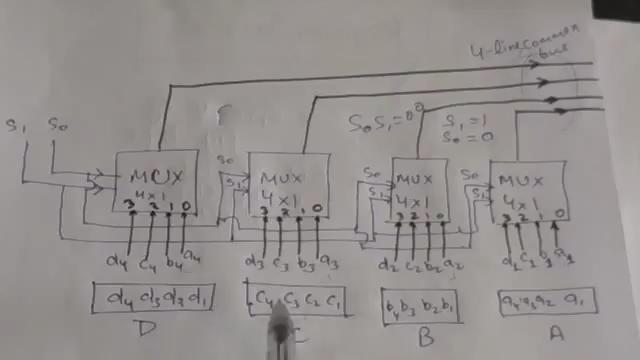 4-line common
bus
S1 S0
S0S1=00 S1=1
S0=0
MUX
4x1
3 2 1 0
S0
S1
MUX
4x1
3 2 1 0
S0
S1
MUX
4x1
3 2 1 0
S0
S1
MUX
4x1
3 2 1 0
d4 c4 b4 a4
d3 c3 b3 a3
d2 c2 b2 a2
d1 c1 b1 a1
d4 d3 d2 d1
C4 C3 C2 C1
b4 b3 b2 b1
a4 a3 a2 a1
D
B
A